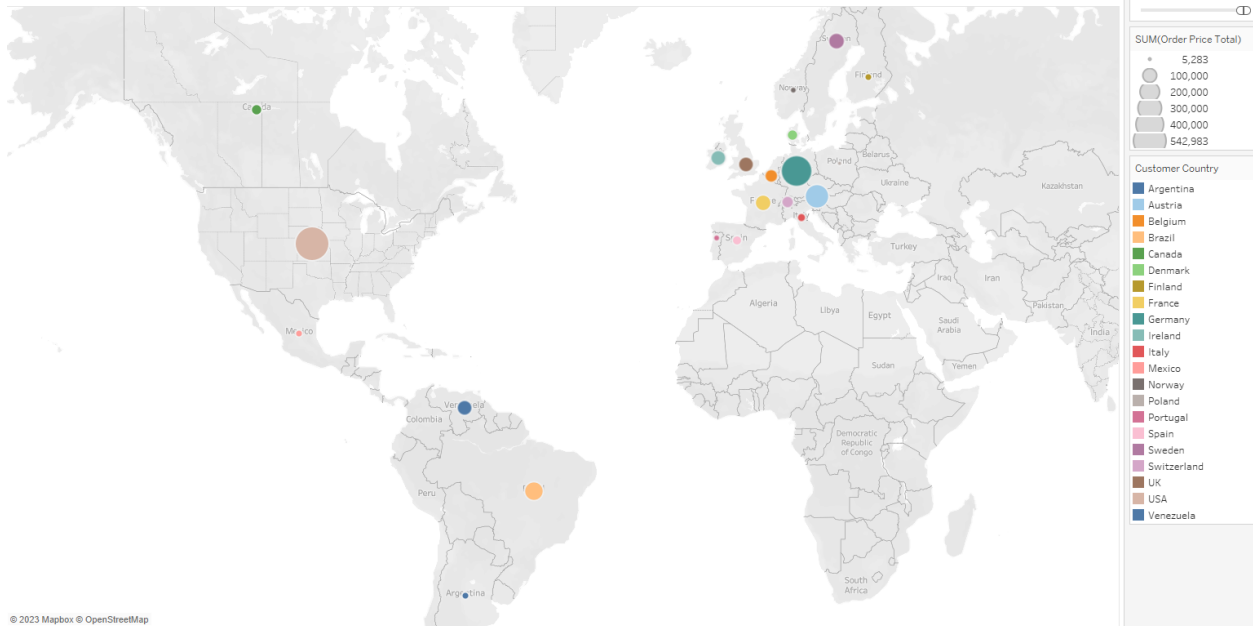 Canada
Mexico
Colombia
Peru
Argentina
Norway
Finland
Poland
Belarus
Ukraine
Kazakhstan
Spain
Turkey
Iraq
Iran
Pakistan
India
Algeria
Libya
Egypt
Saudi
Arabia
Yemen
Sudan
Democratic
Republic
of Congo
South
Africa
© 2023 Mapbox © OpenStreetMap
SUM(Order Price Total)
5,283
100,000
200,000
300,000
400,000
542,983
Customer Country
Argentina
Austria
Belgium
Brazil
Canada
Denmark
Finland
France
Germany
Ireland
Italy
Mexico
Norway
Poland
Portugal
Spain
Sweden
Switzerland
UK
USA
Venezuela